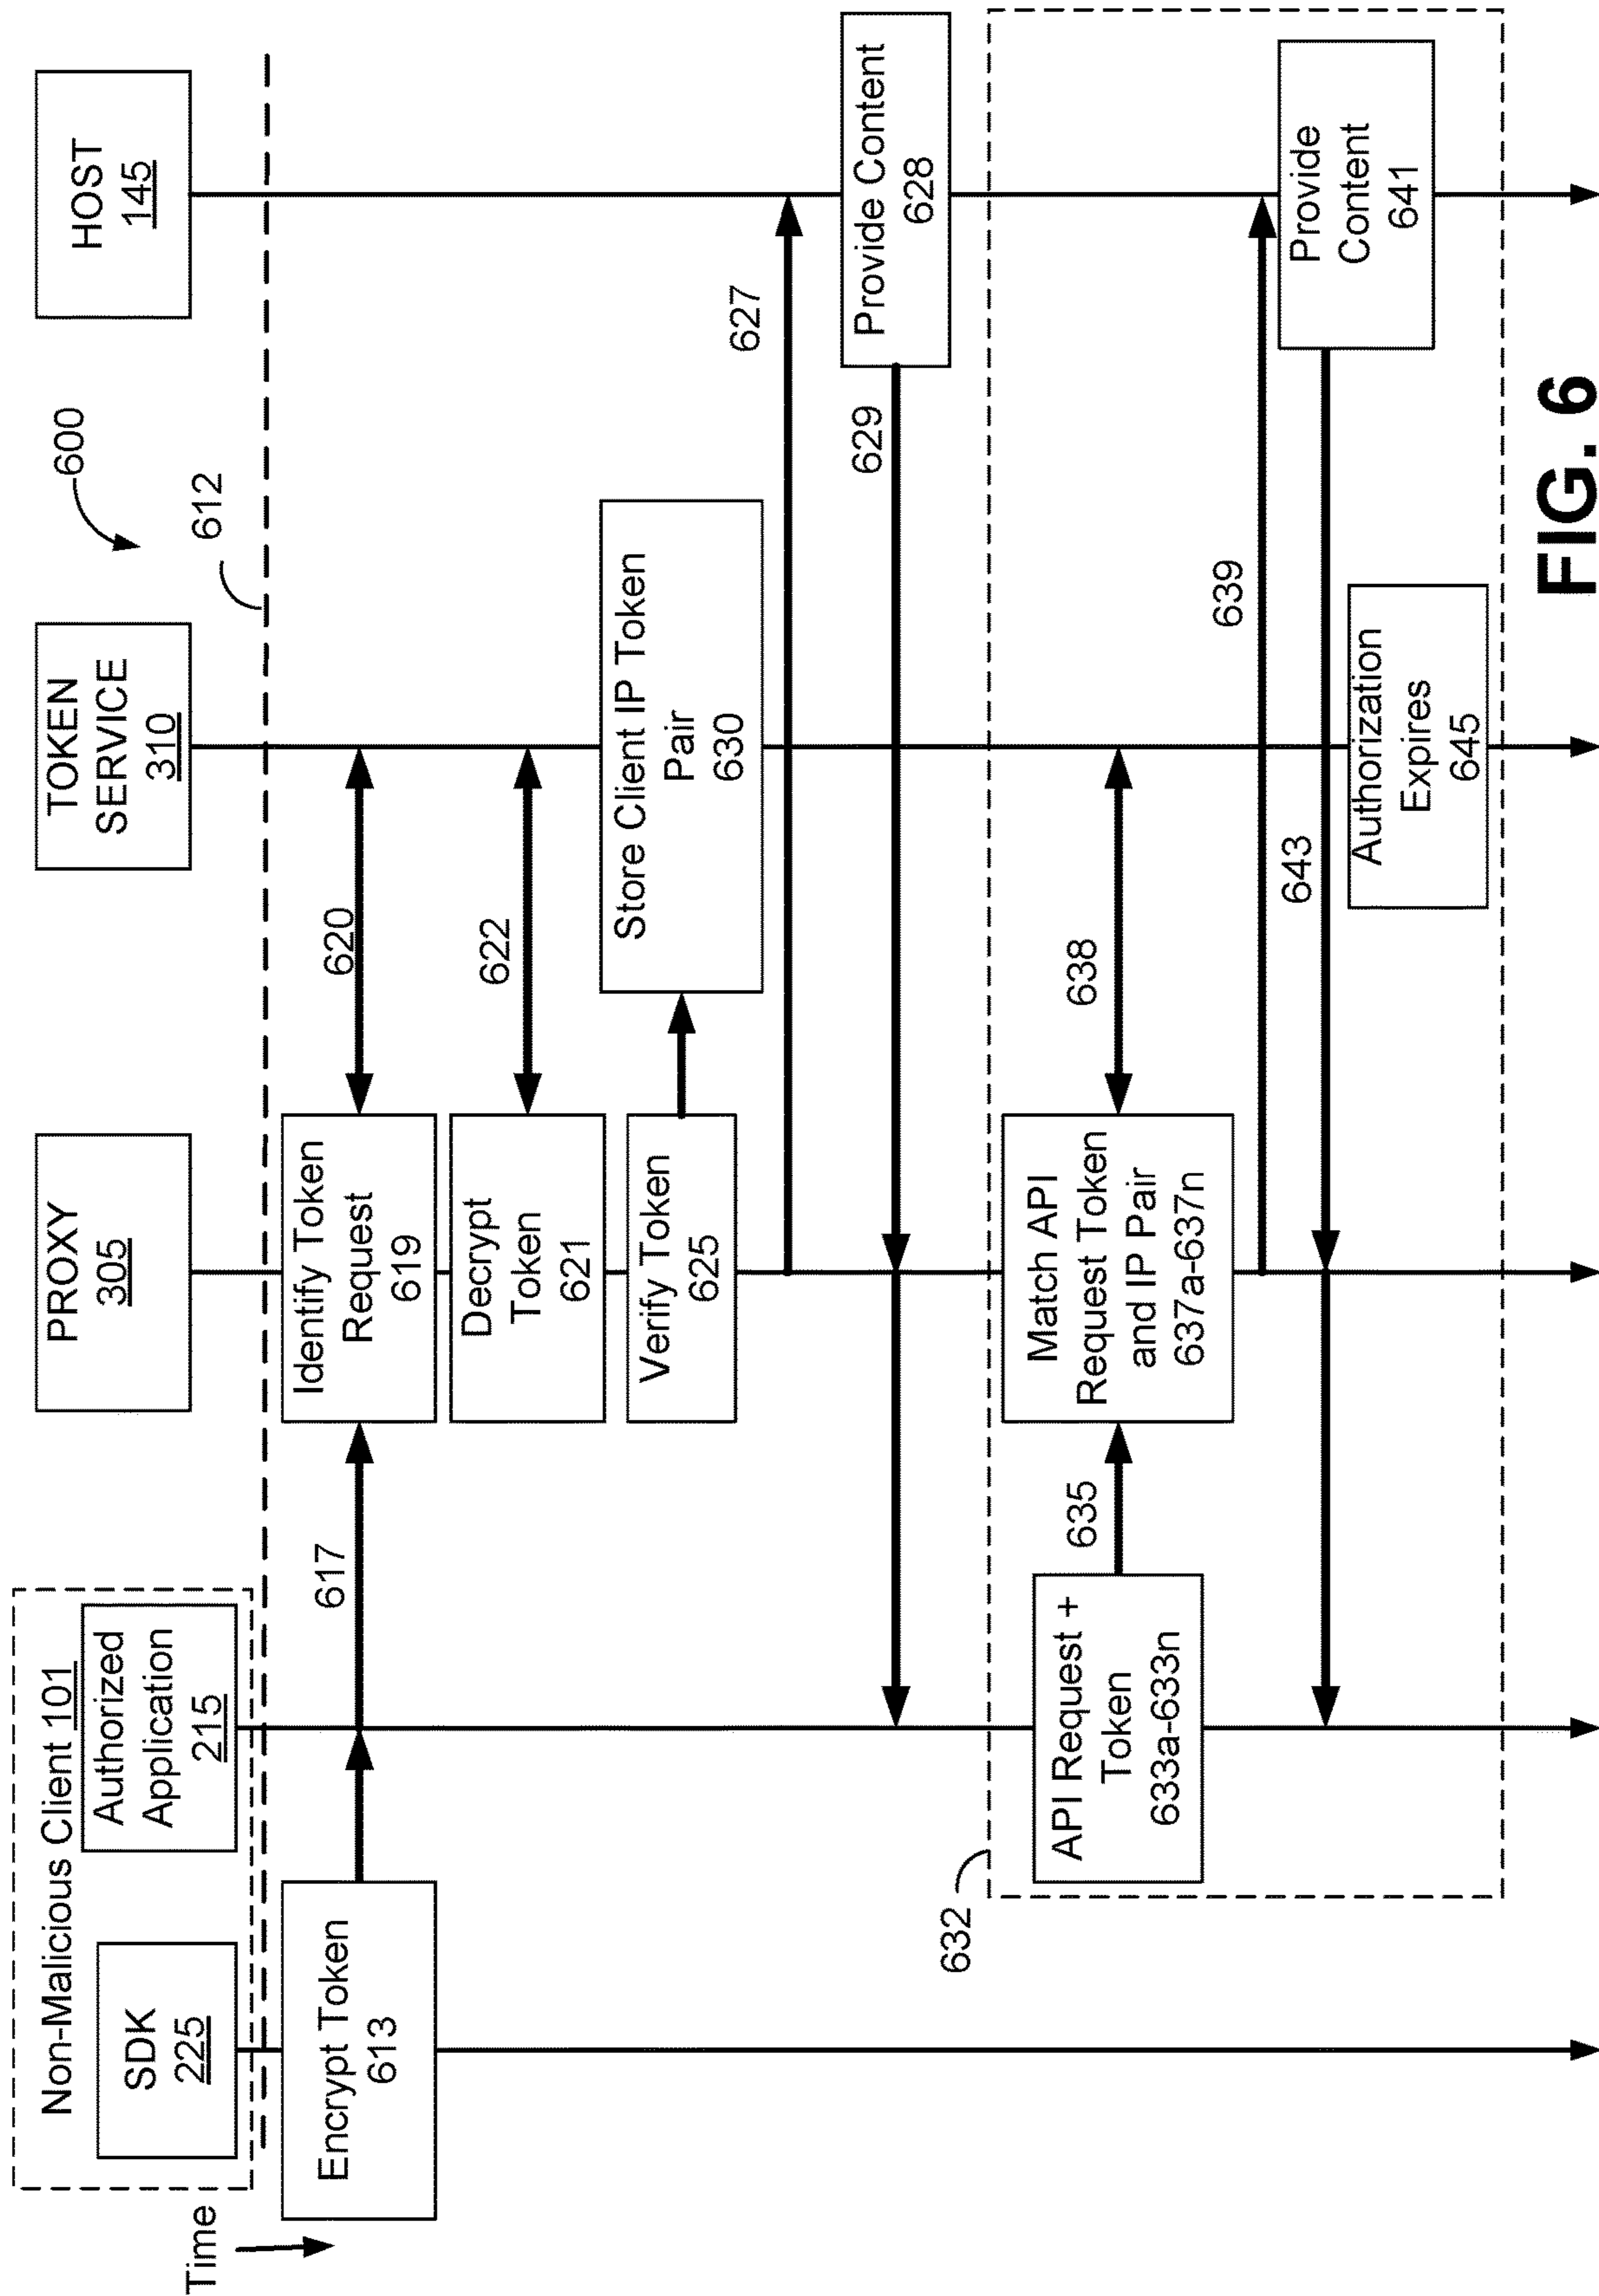 Time
Non-Malicious Client 101
SDK
225
Authorized
Application
215
PROXY
305
TOKEN
SERVICE
310
HOST
145
600
612
Encrypt Token
613
617
Identify Token
Request
619
620
Decrypt
Token
621
622
Verify Token
625
Store Client IP Token
Pair
630
627
Provide Content
628
629
632
API Request +
Token
633a-633n
635
Match API
Request Token
and IP Pair
637a-637n
638
639
Provide
Content
641
643
Authorization
Expires
645
FIG. 6